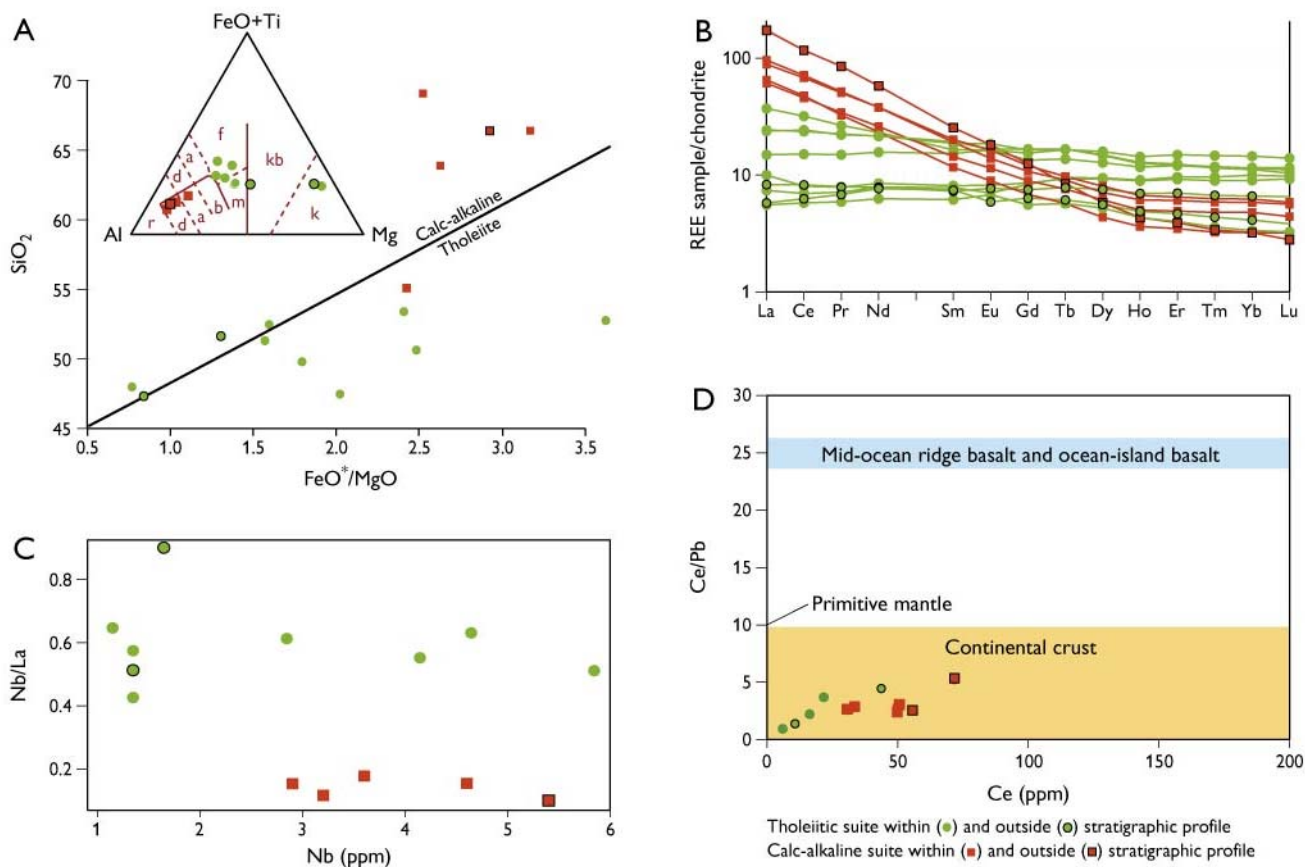 A
FeO+Ti
Al
Mg
f
a
d
kb
r
d
a
b
m
k
SiO2
70
65
60
55
50
45
Calc-alkaline
Tholeiite
0.5 1.0 1.5 2.0 2.5 3.0 3.5
FeO*/MgO
B
REE sample/chondrite
100
10
1
La Ce Pr Nd Sm Eu Gd Tb Dy Ho Er Tm Yb Lu
C
Nb/La
0.8
0.6
0.4
0.2
1 2 3 4 5 6
Nb (ppm)
D
Ce/Pb
30
25
20
15
10
5
0
Mid-ocean ridge basalt and ocean-island basalt
Primitive mantle
Continental crust
0 50 100 150 200
Ce (ppm)
Tholeiitic suite within (●) and outside (●) stratigraphic profile
Calc-alkaline suite within (■) and outside (■) stratigraphic profile